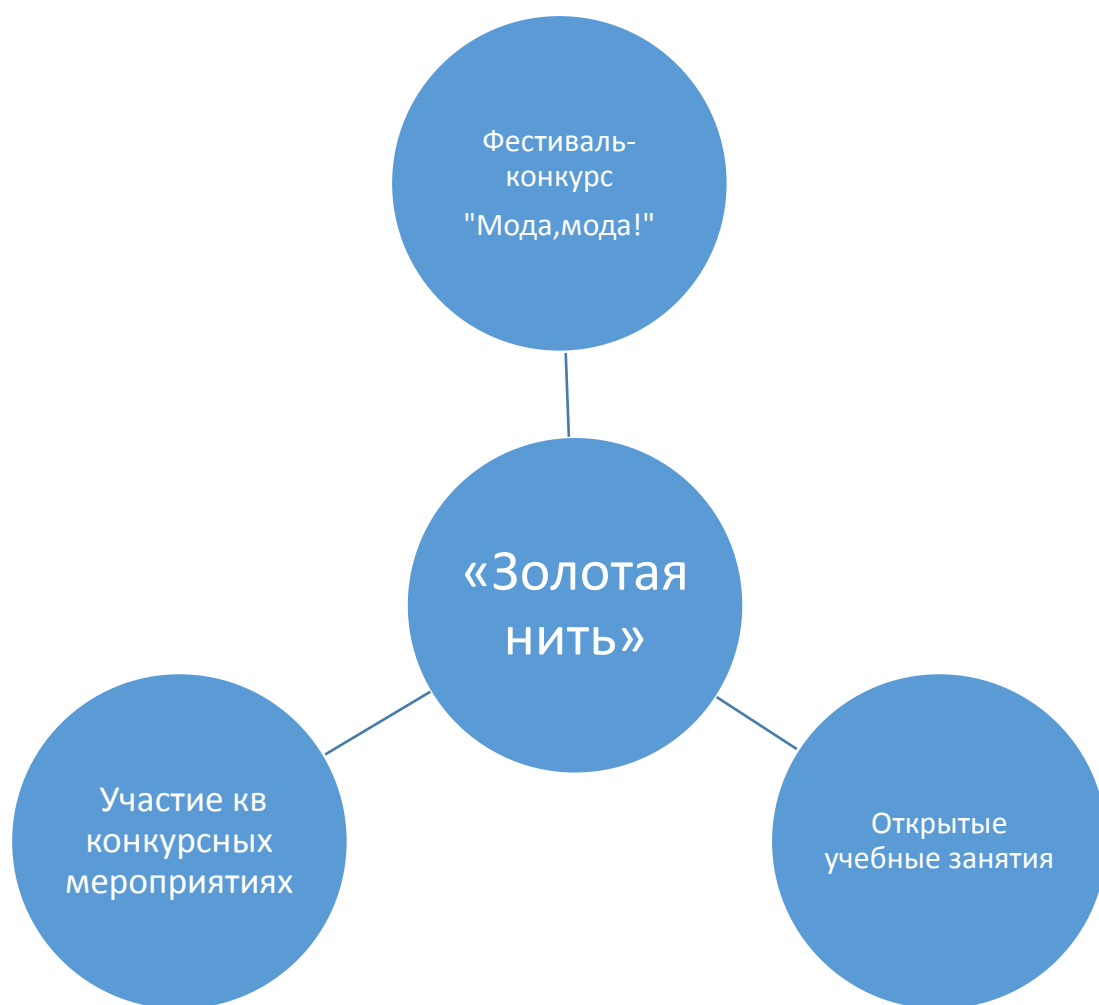 Фестиваль-
конкурс
"Мода,мода!"
«Золотая
нить»
Участие кв
конкурсных
мероприятиях
Открытые
учебные занятия